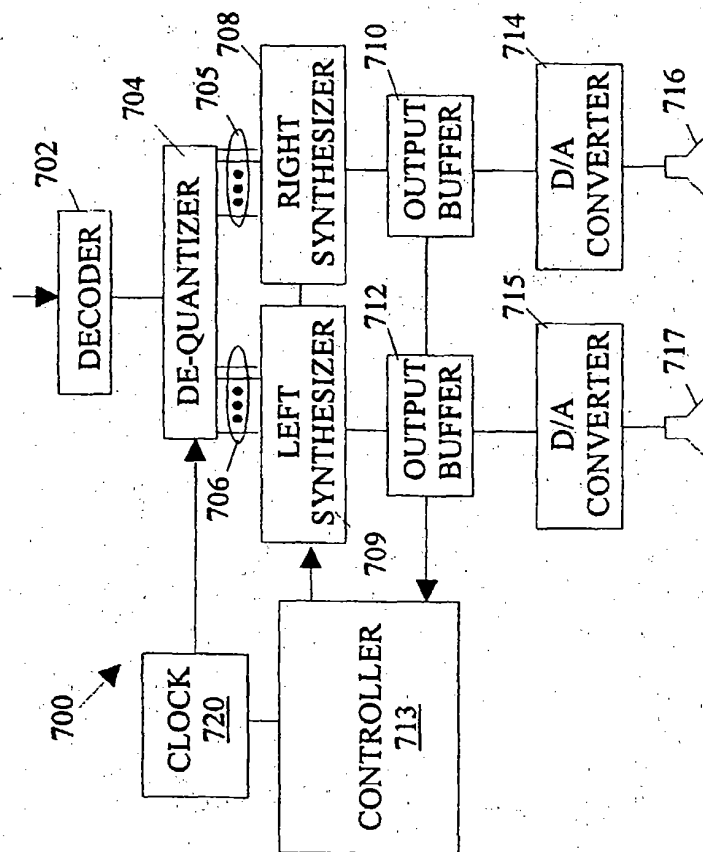 700
CLOCK
720
CONTROLLER
713
DECODER
702
DE-QUANTIZER
704
706
705
LEFT
SYNTHESIZER
709
RIGHT
SYNTHESIZER
708
OUTPUT
BUFFER
712
OUTPUT
BUFFER
710
D/A
CONVERTER
715
D/A
CONVERTER
714
717
716